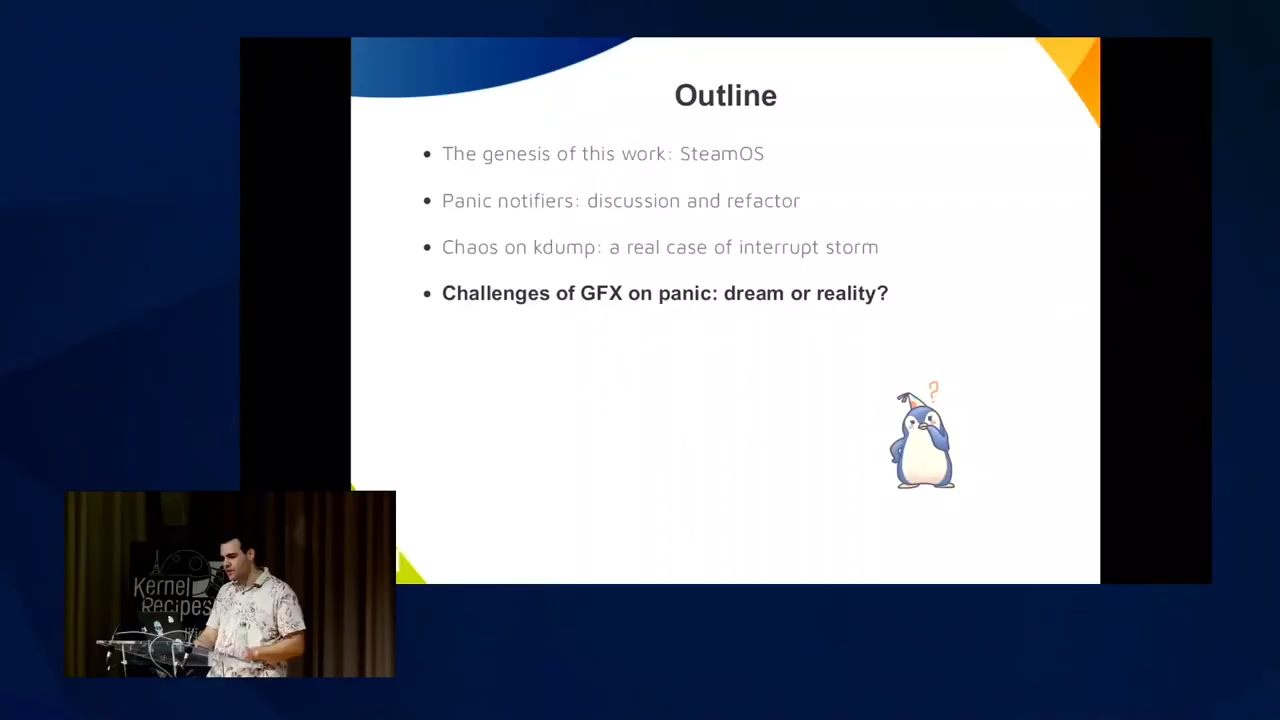 Outline
• The genesis of this work: SteamOS
• Panic notifiers: discussion and refactor
• Chaos on kdump: a real case of interrupt storm
• Challenges of GFX on panic: dream or reality?
?
Kernel
Recipes